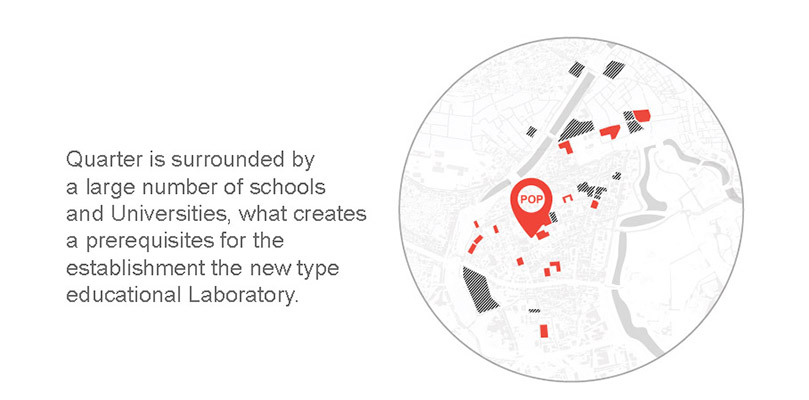 Quarter is surrounded by
a large number of schools
and Universities, what creates
a prerequisites for the
establishment the new type
educational Laboratory.
POP